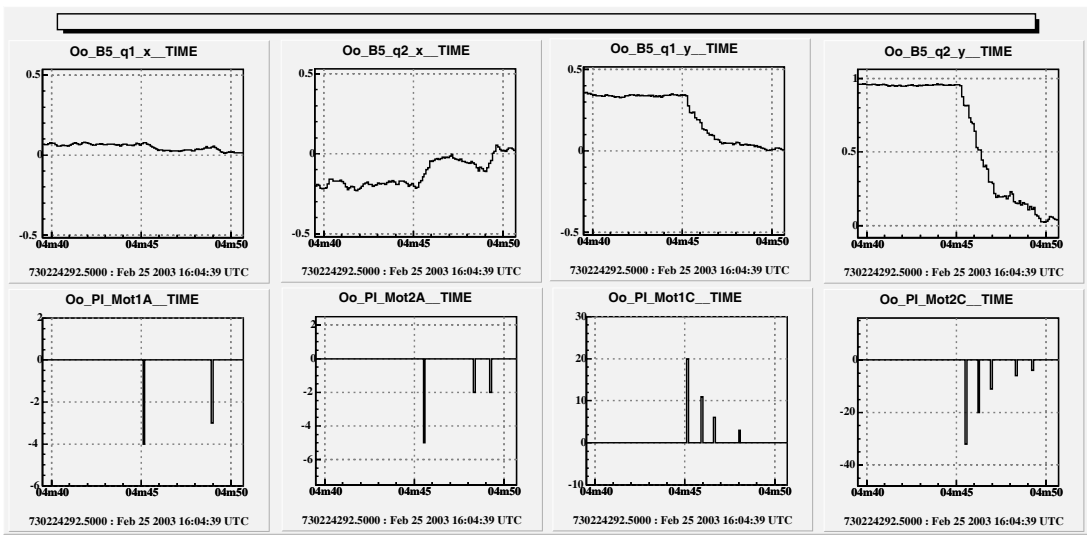 Oo_B5_q1_x__TIME
0.5
0
-0.5
04m40 04m45 04m50
730224292.5000 : Feb 25 2003 16:04:39 UTC
Oo_B5_q2_x__TIME
0.5
0
-0.5
04m40 04m45 04m50
730224292.5000 : Feb 25 2003 16:04:39 UTC
Oo_B5_q1_y__TIME
0.5
0
-0.5
04m40 04m45 04m50
730224292.5000 : Feb 25 2003 16:04:39 UTC
Oo_B5_q2_y__TIME
1
0.5
0
04m40 04m45 04m50
730224292.5000 : Feb 25 2003 16:04:39 UTC
Oo_PI_Mot1A__TIME
2
0
-2
-4
-6
04m40 04m45 04m50
730224292.5000 : Feb 25 2003 16:04:39 UTC
Oo_PI_Mot2A__TIME
2
0
-2
-4
-6
04m40 04m45 04m50
730224292.5000 : Feb 25 2003 16:04:39 UTC
Oo_PI_Mot1C__TIME
30
20
10
0
-10
04m40 04m45 04m50
730224292.5000 : Feb 25 2003 16:04:39 UTC
Oo_PI_Mot2C__TIME
0
-20
-40
04m40 04m45 04m50
730224292.5000 : Feb 25 2003 16:04:39 UTC